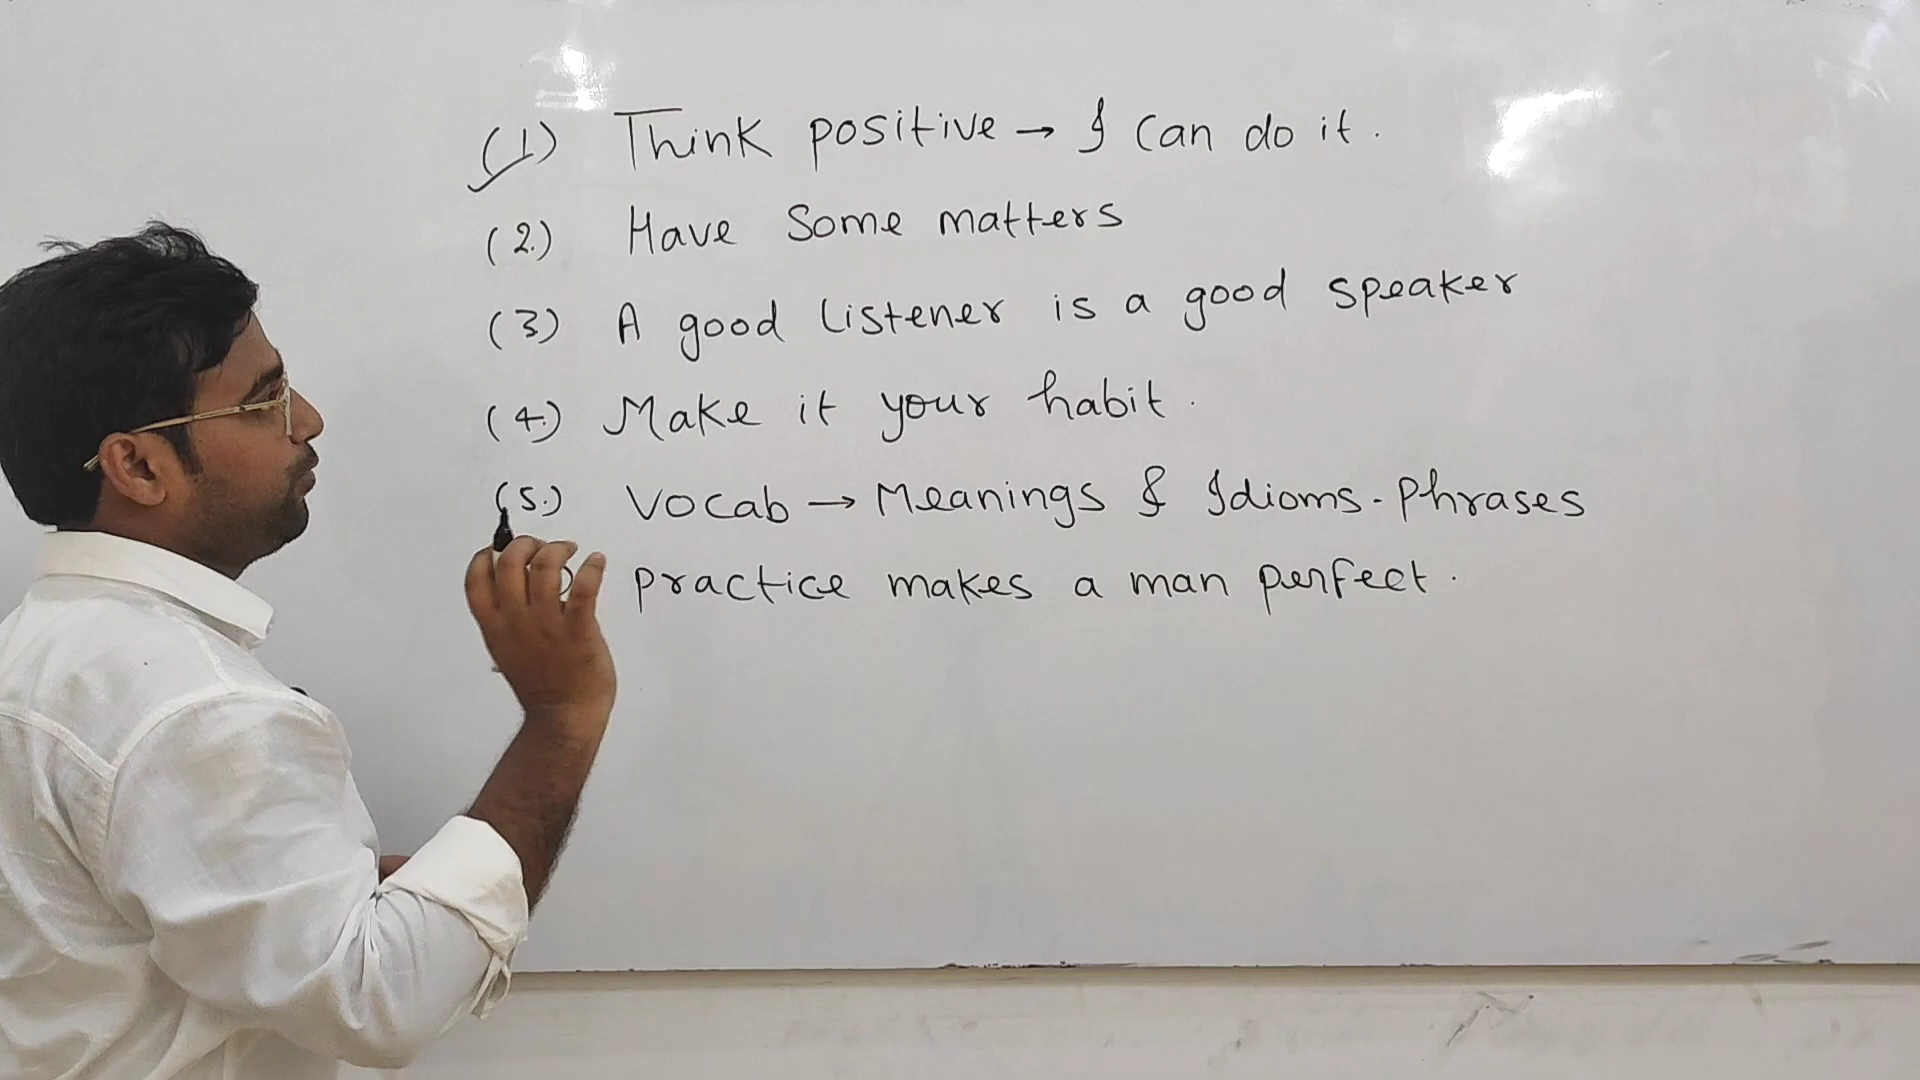 (1) Think positive → I can do it.
(2.) Have Some matters
(3) A good listener is a good speaker
(4.) Make it your habit.
(5.) Vocab → Meanings & Idioms-Phrases
) practice makes a man perfect.